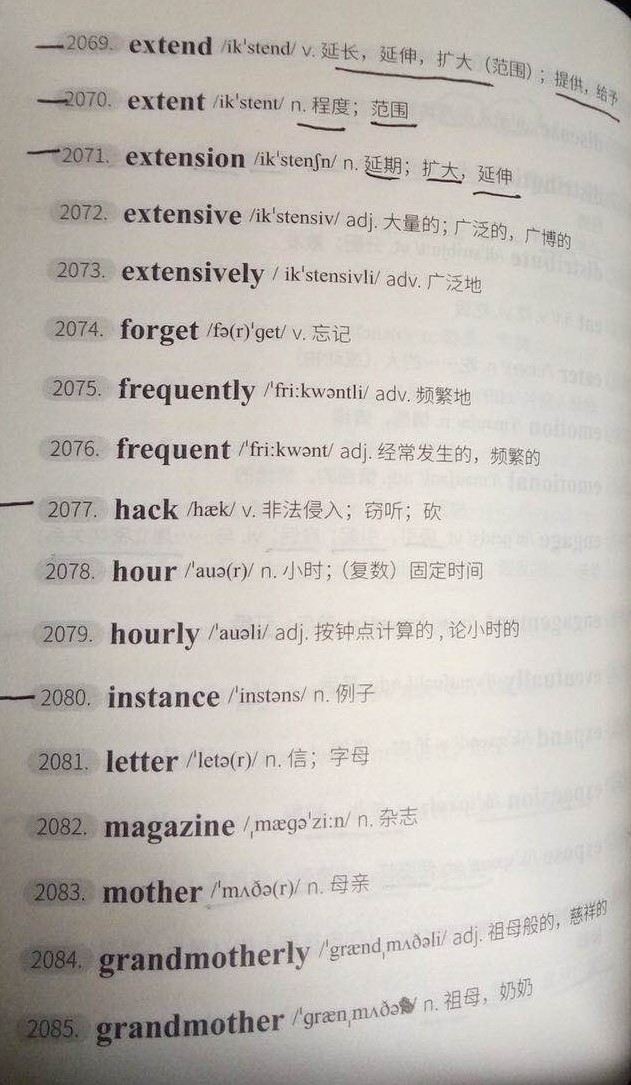 2069. extend /ik'stend/ v. 延长，延伸，扩大（范围）；提供，给予
2070. extent /ik'stent/ n. 程度；范围
2071. extension /ik'stenʃn/ n. 延期；扩大，延伸
2072. extensive /ik'stensiv/ adj. 大量的；广泛的，广博的
2073. extensively / ik'stensivli/ adv. 广泛地
2074. forget /fə(r)'get/ v. 忘记
2075. frequently /'fri:kwəntli/ adv. 频繁地
2076. frequent /'fri:kwənt/ adj. 经常发生的，频繁的
2077. hack /hæk/ v. 非法侵入；窃听；砍
2078. hour /'auə(r)/ n. 小时；（复数）固定时间
2079. hourly /'auəli/ adj. 按钟点计算的 , 论小时的
2080. instance /'instəns/ n. 例子
2081. letter /'letə(r)/ n. 信；字母
2082. magazine /ˌmægə'zi:n/ n. 杂志
2083. mother /'mʌðə(r)/ n. 母亲
2084. grandmotherly /'grændˌmʌðəli/ adj. 祖母般的，慈祥的
2085. grandmother /'grænˌmʌðə / n. 祖母，奶奶